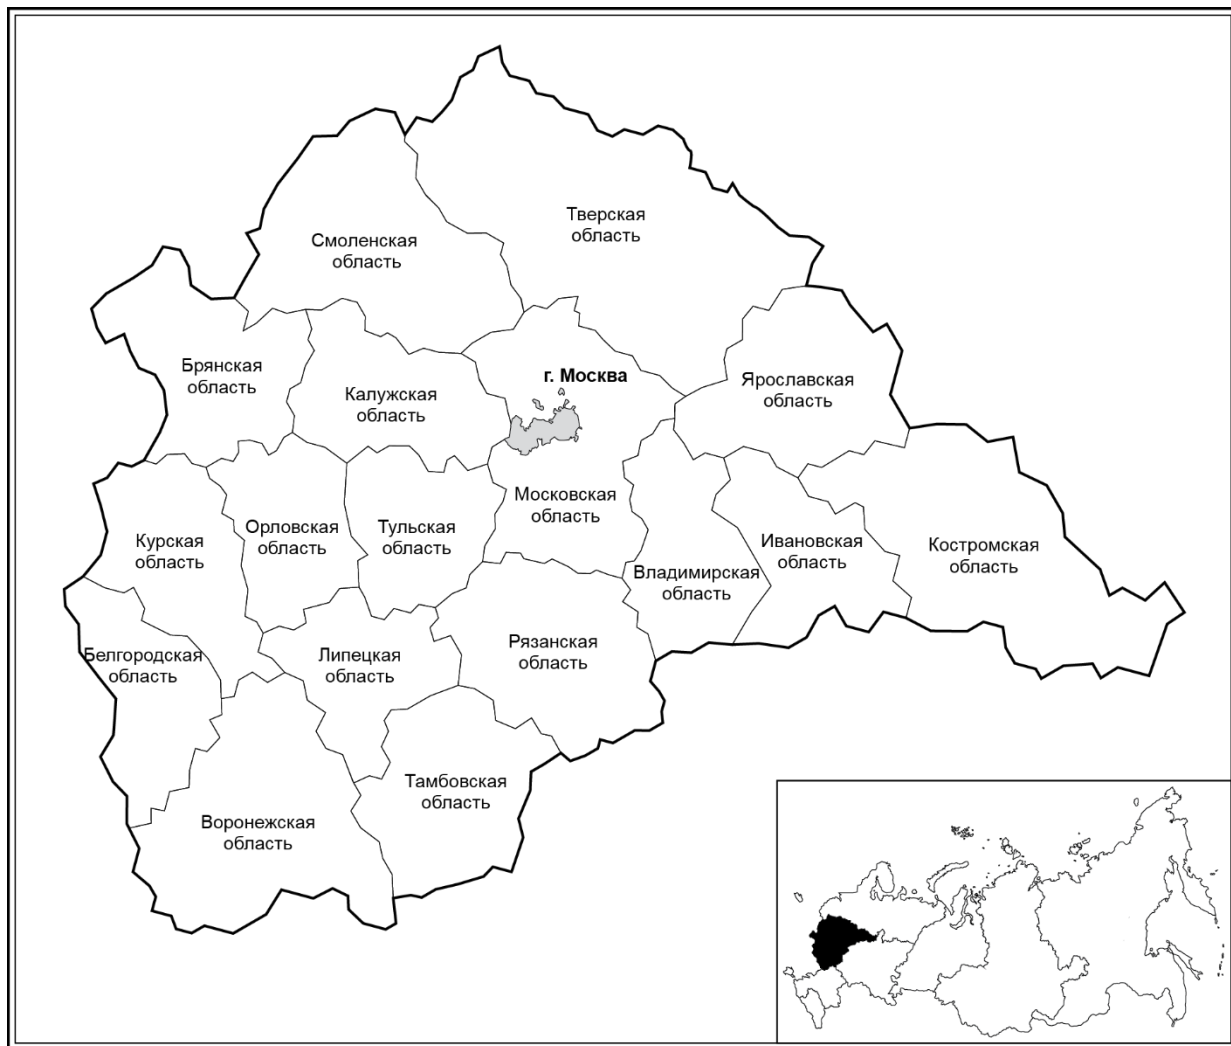 Тверская
область
Смоленская
область
Брянская
область
Калужская
область
г. Москва
Ярославская
область
Московская
область
Курская
область
Орловская
область
Тульская
область
Владимирская
область
Ивановская
область
Костромская
область
Белгородская
область
Липецкая
область
Рязанская
область
Тамбовская
область
Воронежская
область